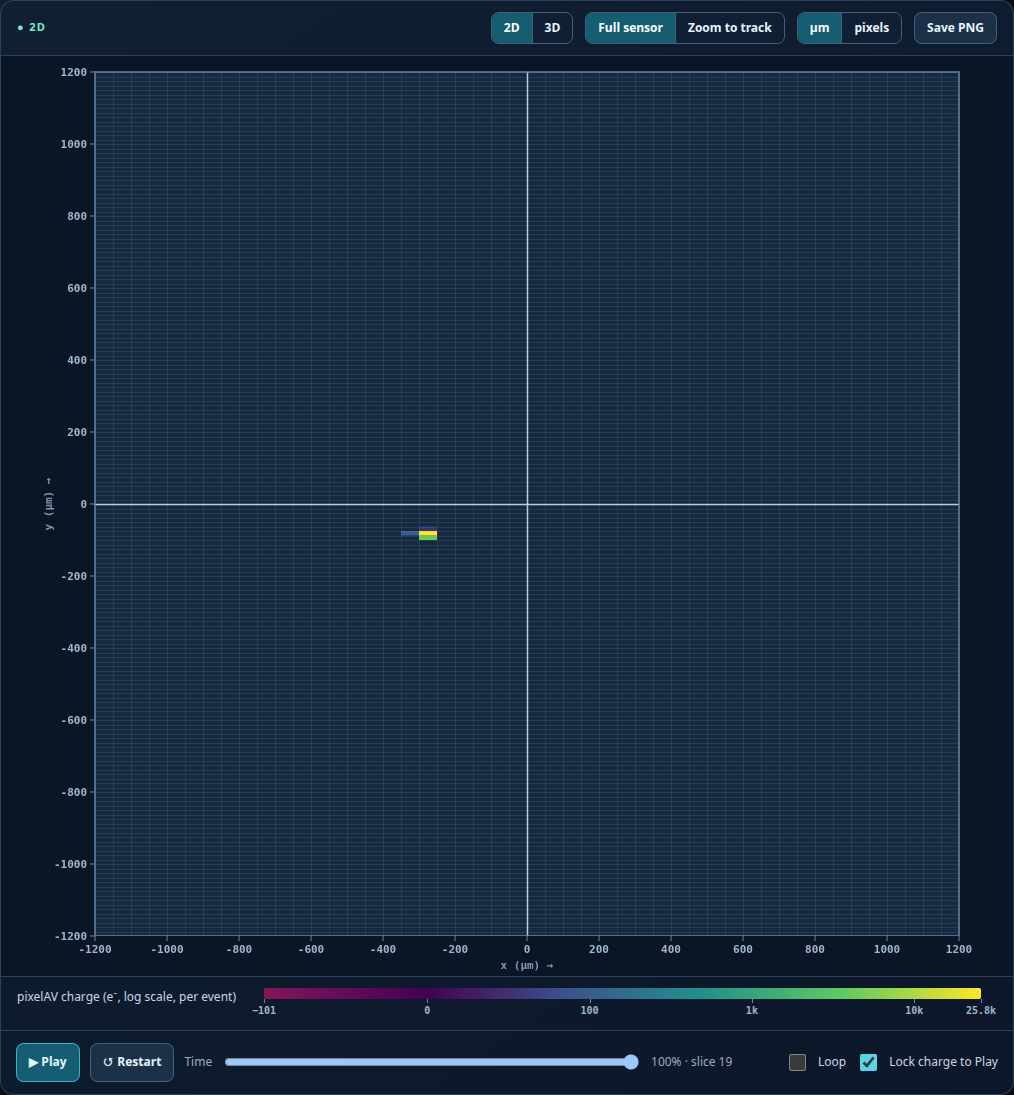 ● 2D
2D 3D Full sensor Zoom to track μm pixels Save PNG
1200
1000
800
600
400
200
0
-200
-400
-600
-800
-1000
-1200
y (μm) →
-1200 -1000 -800 -600 -400 -200 0 200 400 600 800 1000 1200
x (μm) →
pixelAV charge (e⁻, log scale, per event)
−101 0 100 1k 10k 25.8k
▶ Play ↺ Restart Time 100% · slice 19 Loop Lock charge to Play